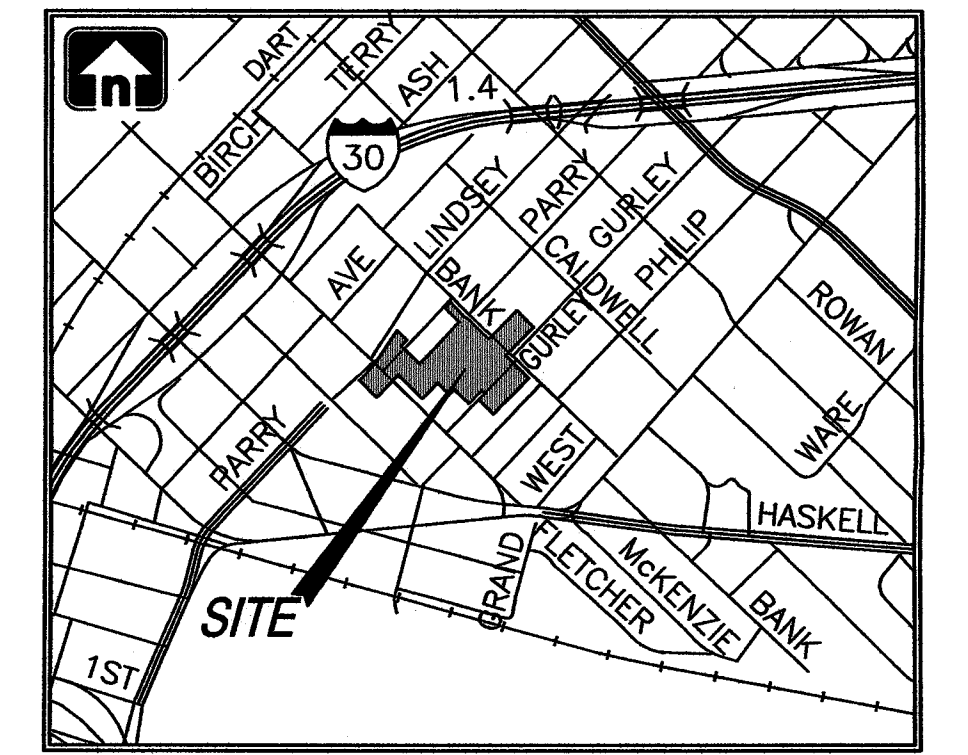 n
DART
TERRY
ASH
1.4
BIRCH
30
LINDSEY
PARRY
GURLEY
AVE
BANK
CALDWELL
PHILIP
GURLEY
ROWAN
PARRY
WEST
WARE
HASKELL
GRAND
FLETCHER
McKENZIE
BANK
SITE
1ST